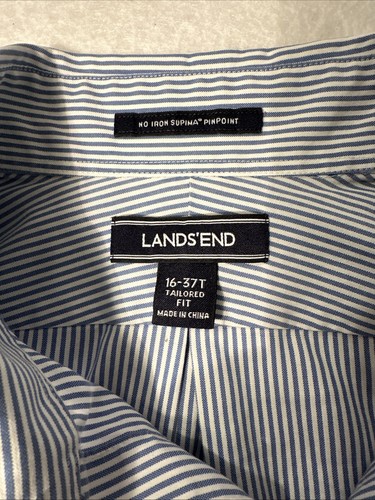 NO IRON SUPIMA™ PINPOINT
LANDS'END
16-37T
TAILORED
FIT
MADE IN CHINA